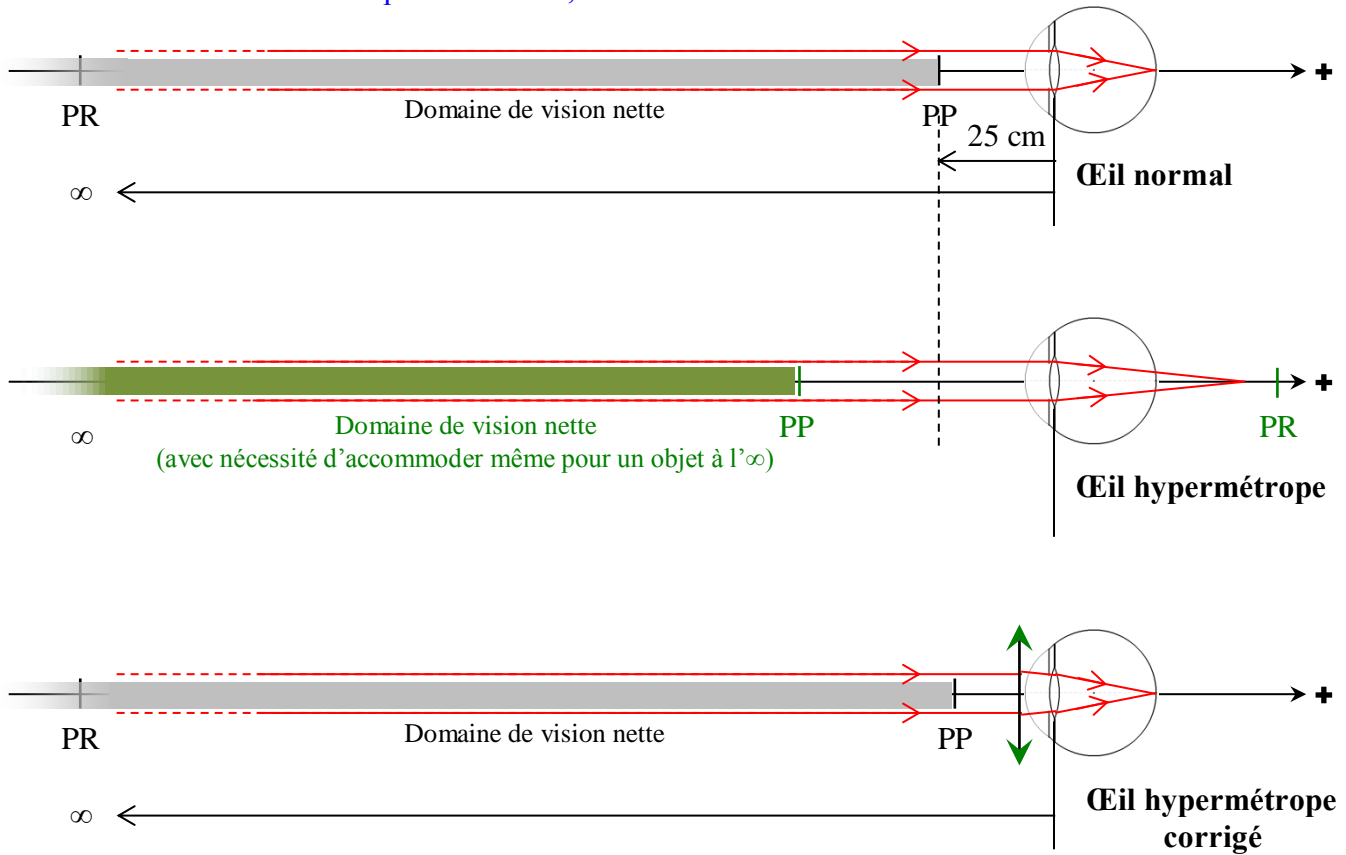 PR
Domaine de vision nette
PP
25 cm
Œil normal
∞
∞
Domaine de vision nette
(avec nécessité d'accommoder même pour un objet à l'∞)
PP
PR
Œil hypermétrope
PR
Domaine de vision nette
PP
∞
Œil hypermétrope
corrigé